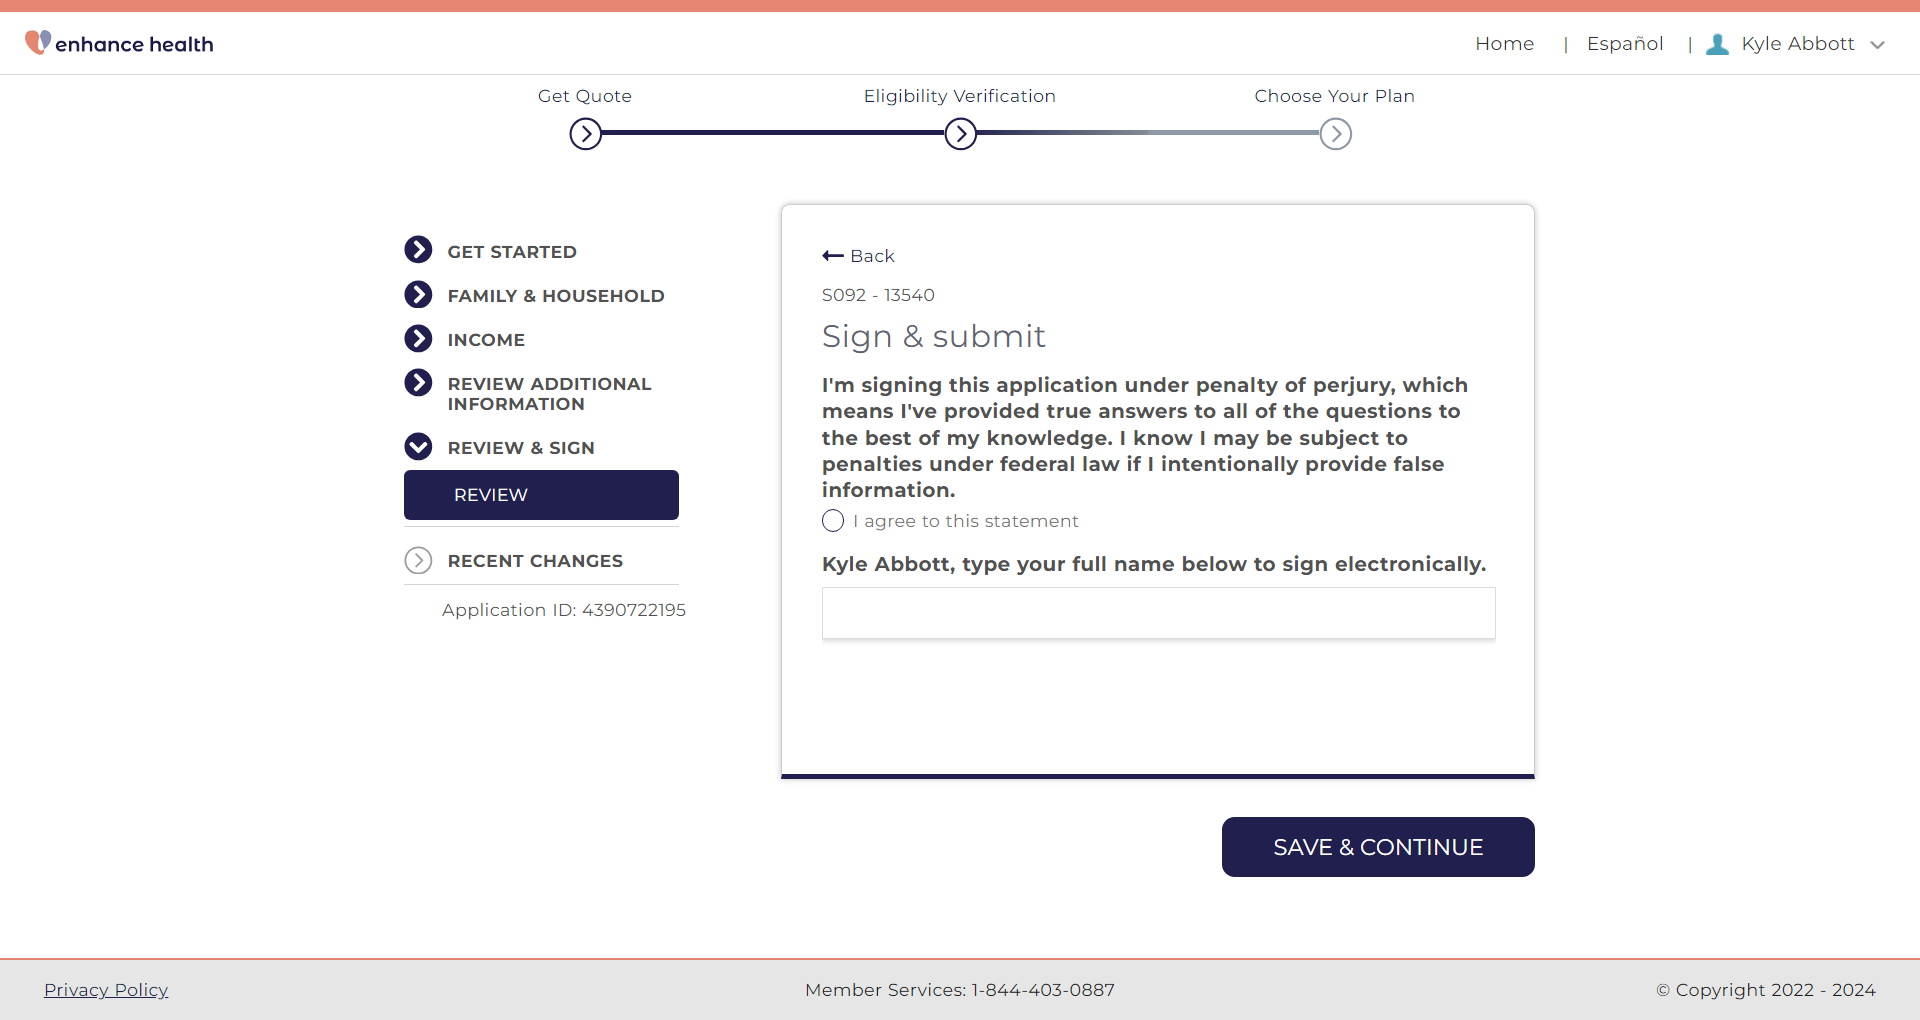 enhance health
Home | Español | Kyle Abbott
Get Quote
Eligibility Verification
Choose Your Plan
GET STARTED
FAMILY & HOUSEHOLD
INCOME
REVIEW ADDITIONAL
INFORMATION
REVIEW & SIGN
REVIEW
RECENT CHANGES
Application ID: 4390722195
Back
S092 - 13540
Sign & submit
I'm signing this application under penalty of perjury, which
means I've provided true answers to all of the questions to
the best of my knowledge. I know I may be subject to
penalties under federal law if I intentionally provide false
information.
I agree to this statement
Kyle Abbott, type your full name below to sign electronically.
SAVE & CONTINUE
Privacy Policy
Member Services: 1-844-403-0887
© Copyright 2022 - 2024